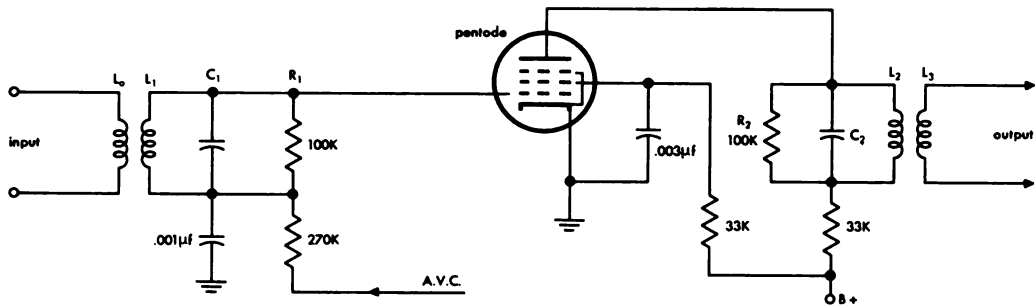 pentode
L₀ L₁ C₁ R₁
input
100K
.001µf
270K
A.V.C.
.003µf
33K
R₂
100K
C₂
L₂ L₃
output
33K
B+